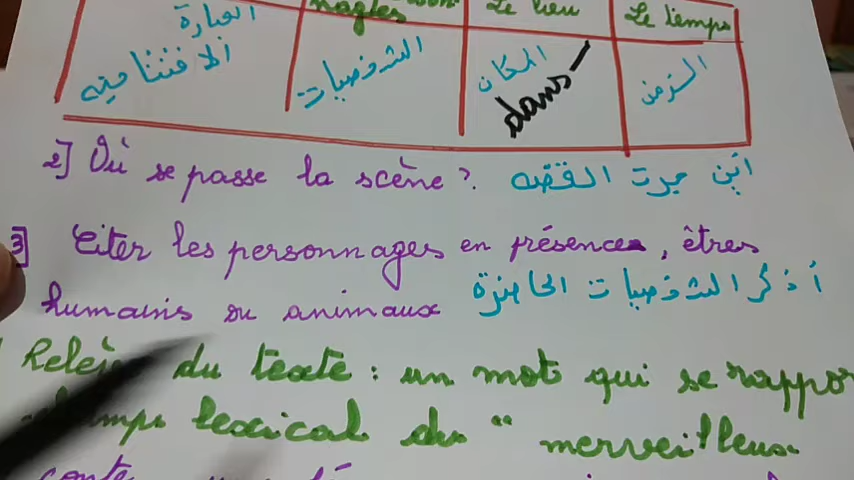 Le lieu
Le temps
العبارة
الافتتاحية
الشخصيات
المكان
dans
الزمن
2] Où se passe la scène ? أين جرت القصة
3] Citer les personnages en présence, êtres
humains ou animaux أذكر الشخصيات الحاضرة
du texte : un mot qui se rappor
lexical du " merveilleux
conte